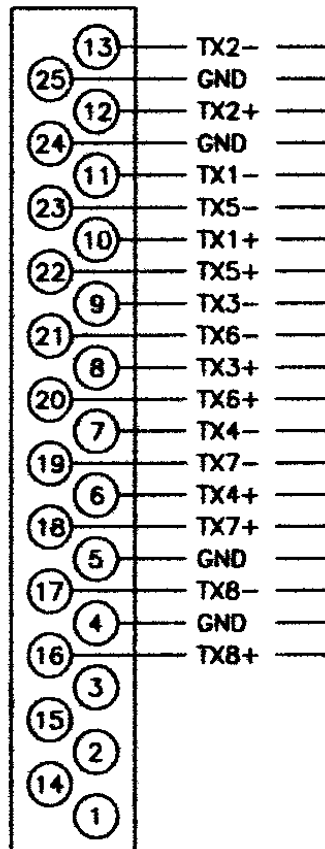 13 TX2-
25 GND
12 TX2+
24 GND
11 TX1-
23 TX5-
10 TX1+
22 TX5+
9 TX3-
21 TX6-
8 TX3+
20 TX6+
7 TX4-
19 TX7-
6 TX4+
18 TX7+
5 GND
17 TX8-
4 GND
16 TX8+
3
15
2
14
1